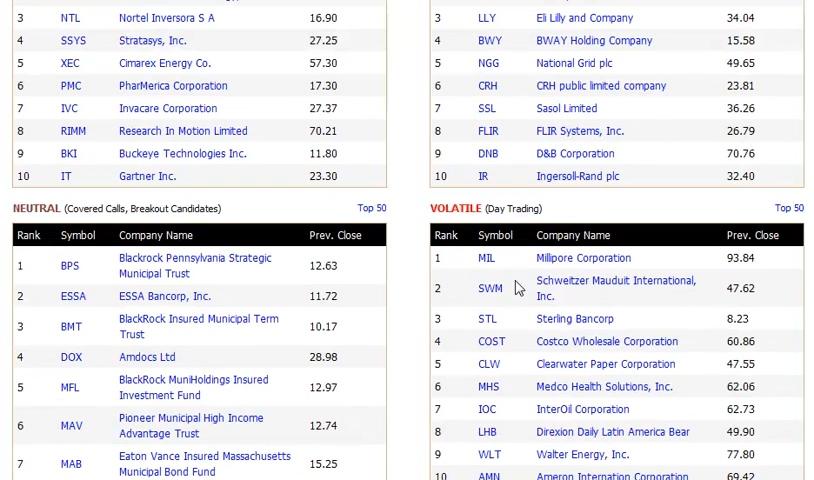 3 NTL Nortel Inversora S A 16.90
4 SSYS Stratasys, Inc. 27.25
5 XEC Cimarex Energy Co. 57.30
6 PMC PharMerica Corporation 17.30
7 IVC Invacare Corporation 27.37
8 RIMM Research In Motion Limited 70.21
9 BKI Buckeye Technologies Inc. 11.80
10 IT Gartner Inc. 23.30
3 LLY Eli Lilly and Company 34.04
4 BWY BWAY Holding Company 15.58
5 NGG National Grid plc 49.65
6 CRH CRH public limited company 23.81
7 SSL Sasol Limited 36.26
8 FLIR FLIR Systems, Inc. 26.79
9 DNB D&B Corporation 70.76
10 IR Ingersoll-Rand plc 32.40
NEUTRAL (Covered Calls, Breakout Candidates) Top 50
Rank Symbol Company Name Prev. Close
1 BPS Blackrock Pennsylvania Strategic 12.63
Municipal Trust
2 ESSA ESSA Bancorp, Inc. 11.72
3 BMT BlackRock Insured Municipal Term 10.17
Trust
4 DOX Amdocs Ltd 28.98
5 MFL BlackRock MuniHoldings Insured 12.97
Investment Fund
6 MAV Pioneer Municipal High Income 12.74
Advantage Trust
7 MAB Eaton Vance Insured Massachusetts 15.25
Municipal Bond Fund
VOLATILE (Day Trading) Top 50
Rank Symbol Company Name Prev. Close
1 MIL Millipore Corporation 93.84
2 SWM Schweitzer Mauduit International, 47.62
Inc.
3 STL Sterling Bancorp 8.23
4 COST Costco Wholesale Corporation 60.86
5 CLW Clearwater Paper Corporation 47.55
6 MHS Medco Health Solutions, Inc. 62.06
7 IOC InterOil Corporation 62.73
8 LHB Direxion Daily Latin America Bear 49.90
9 WLT Walter Energy, Inc. 77.80
10 AMN Ameron Internation Corporation 69.42